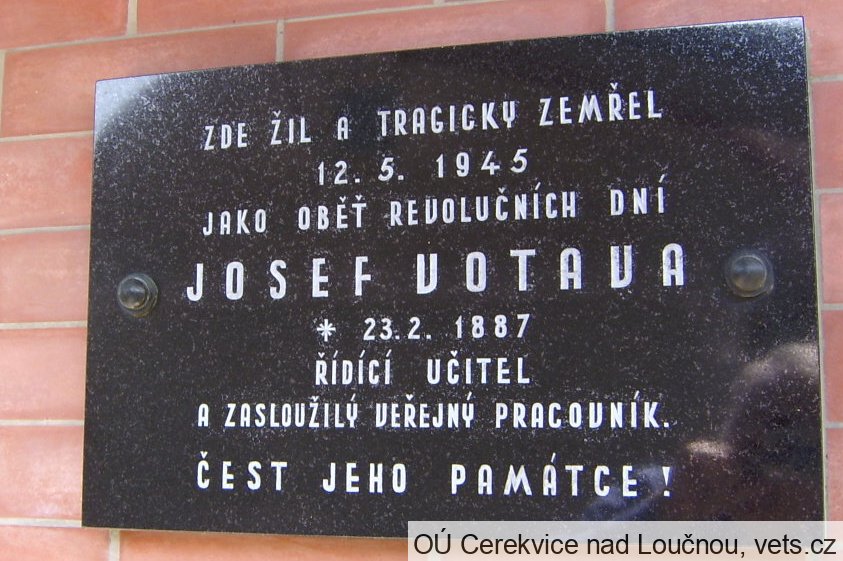 ZDE ŽIL A TRAGICKY ZEMŘEL
12. 5. 1945
JAKO OBĚŤ REVOLUČNÍCH DNÍ
JOSEF VOTAVA
* 23.2. 1887
ŘÍDÍCÍ UČITEL
A ZASLOUŽILÝ VEŘEJNÝ PRACOVNÍK.
ČEST JEHO PAMÁTCE!
OÚ Cerekvice nad Loučnou, vets.cz